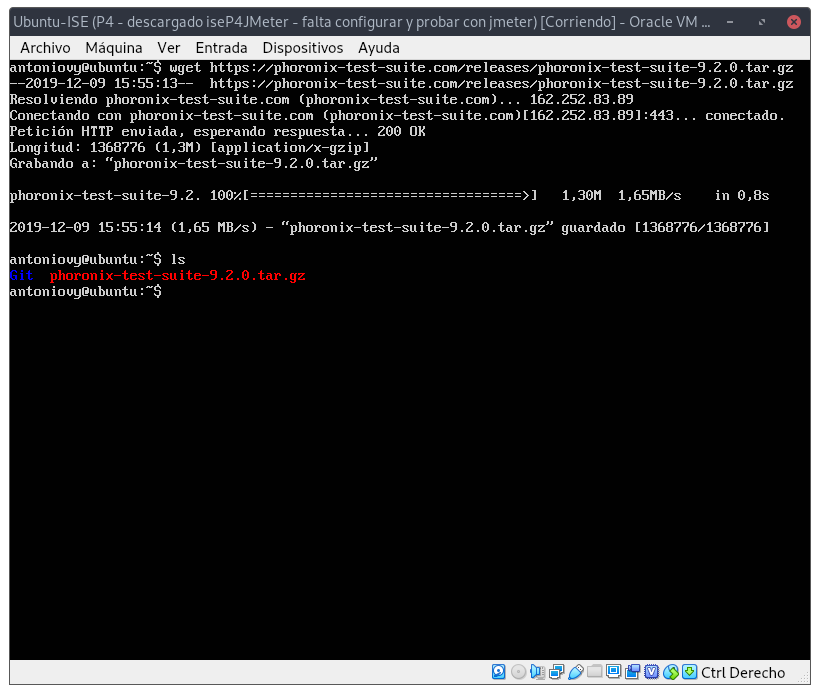 Ubuntu-ISE (P4 - descargado iseP4JMeter - falta configurar y probar con jmeter) [Corriendo] - Oracle VM ...
Archivo Máquina Ver Entrada Dispositivos Ayuda
antoniovy@ubuntu:~$ wget https://phoronix-test-suite.com/releases/phoronix-test-suite-9.2.0.tar.gz
--2019-12-09 15:55:13--  https://phoronix-test-suite.com/releases/phoronix-test-suite-9.2.0.tar.gz
Resolviendo phoronix-test-suite.com (phoronix-test-suite.com)... 162.252.83.89
Conectando con phoronix-test-suite.com (phoronix-test-suite.com)[162.252.83.89]:443... conectado.
Petición HTTP enviada, esperando respuesta... 200 OK
Longitud: 1368776 (1,3M) [application/x-gzip]
Grabando a: “phoronix-test-suite-9.2.0.tar.gz”
phoronix-test-suite-9.2. 100%[==================================>]   1,30M  1,65MB/s    in 0,8s
2019-12-09 15:55:14 (1,65 MB/s) - “phoronix-test-suite-9.2.0.tar.gz” guardado [1368776/1368776]
antoniovy@ubuntu:~$ ls
Git  phoronix-test-suite-9.2.0.tar.gz
antoniovy@ubuntu:~$
Ctrl Derecho